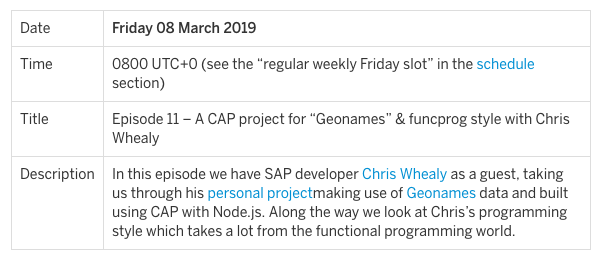 Date Friday 08 March 2019
Time 0800 UTC+0 (see the “regular weekly Friday slot” in the schedule
section)
Title Episode 11 – A CAP project for “Geonames” & funcprog style with Chris
Whealy
Description In this episode we have SAP developer Chris Whealy as a guest, taking
us through his personal projectmaking use of Geonames data and built
using CAP with Node.js. Along the way we look at Chris’s programming
style which takes a lot from the functional programming world.